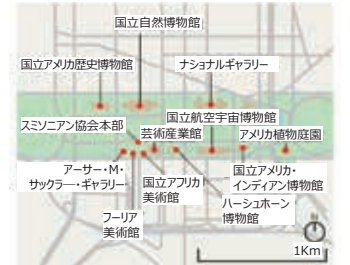 国立自然博物館
国立アメリカ歴史博物館
ナショナルギャラリー
国立航空宇宙博物館
スミソニアン協会本部
芸術産業館
アメリカ植物庭園
アーサー・M・
サックラー・ギャラリー
国立アフリカ
美術館
国立アメリカ・
インディアン博物館
ハーシュホーン
博物館
フーリア
美術館
N
1Km